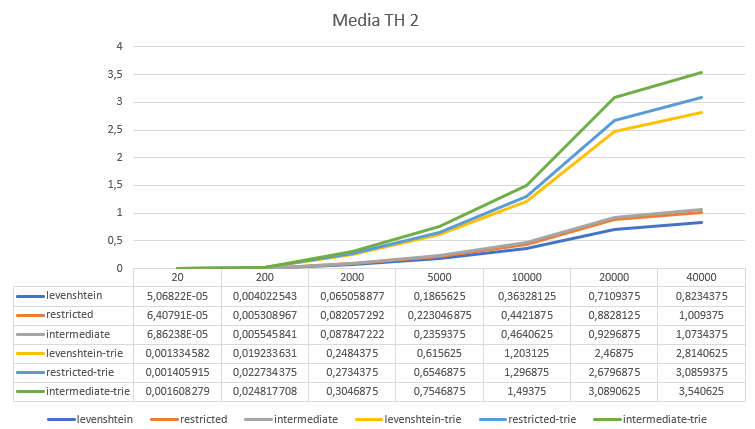 Media TH 2
4
3,5
3
2,5
2
1,5
1
0,5
0
20 200 2000 5000 10000 20000 40000
levenshtein 5,06822E-05 0,004022543 0,065058877 0,1865625 0,36328125 0,7109375 0,8234375
restricted 6,40791E-05 0,005308967 0,082057292 0,223046875 0,4421875 0,8828125 1,009375
intermediate 6,86238E-05 0,005545841 0,087847222 0,2359375 0,4640625 0,9296875 1,0734375
levenshtein-trie 0,001334582 0,019233631 0,2484375 0,615625 1,203125 2,46875 2,8140625
restricted-trie 0,001405915 0,022734375 0,2734375 0,6546875 1,296875 2,6796875 3,0859375
intermediate-trie 0,001608279 0,024817708 0,3046875 0,7546875 1,49375 3,0890625 3,540625
levenshtein restricted intermediate levenshtein-trie restricted-trie intermediate-trie